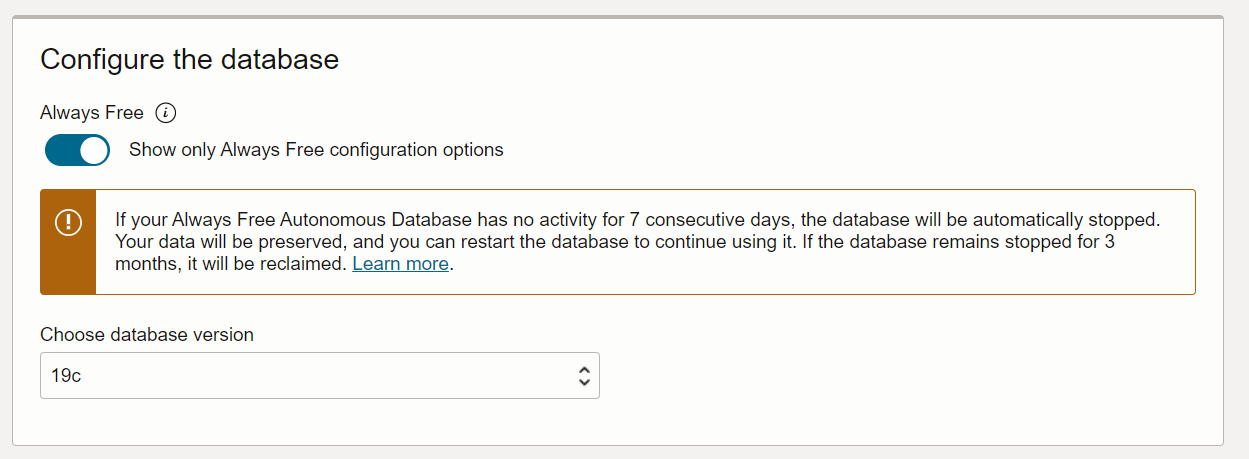 Configure the database
Always Free
Show only Always Free configuration options
If your Always Free Autonomous Database has no activity for 7 consecutive days, the database will be automatically stopped.
Your data will be preserved, and you can restart the database to continue using it. If the database remains stopped for 3
months, it will be reclaimed. Learn more.
Choose database version
19c